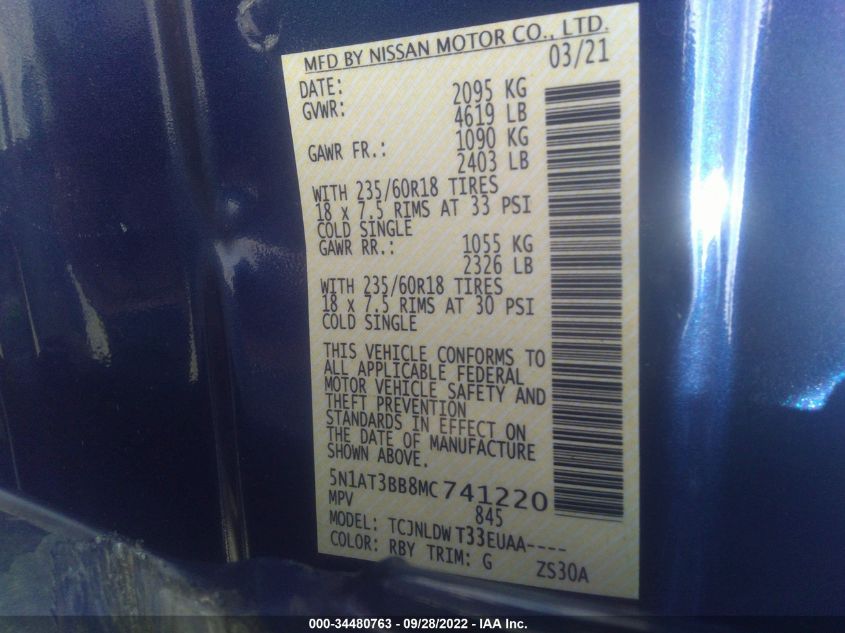 MFD BY NISSAN MOTOR CO., LTD.
DATE: 03/21
GVWR: 2095 KG
4619 LB
GAWR FR.: 1090 KG
2403 LB
WITH 235/60R18 TIRES
18 x 7.5 RIMS AT 33 PSI
COLD SINGLE
GAWR RR.: 1055 KG
2326 LB
WITH 235/60R18 TIRES
18 x 7.5 RIMS AT 30 PSI
COLD SINGLE
THIS VEHICLE CONFORMS TO
ALL APPLICABLE FEDERAL
MOTOR VEHICLE SAFETY AND
THEFT PREVENTION
STANDARDS IN EFFECT ON
THE DATE OF MANUFACTURE
SHOWN ABOVE.
5N1AT3BB8MC 741220
MPV 845
MODEL: TCJNLDW T33EUAA----
COLOR: RBY TRIM: G ZS30A
000-34480763 - 09/28/2022 - IAA Inc.